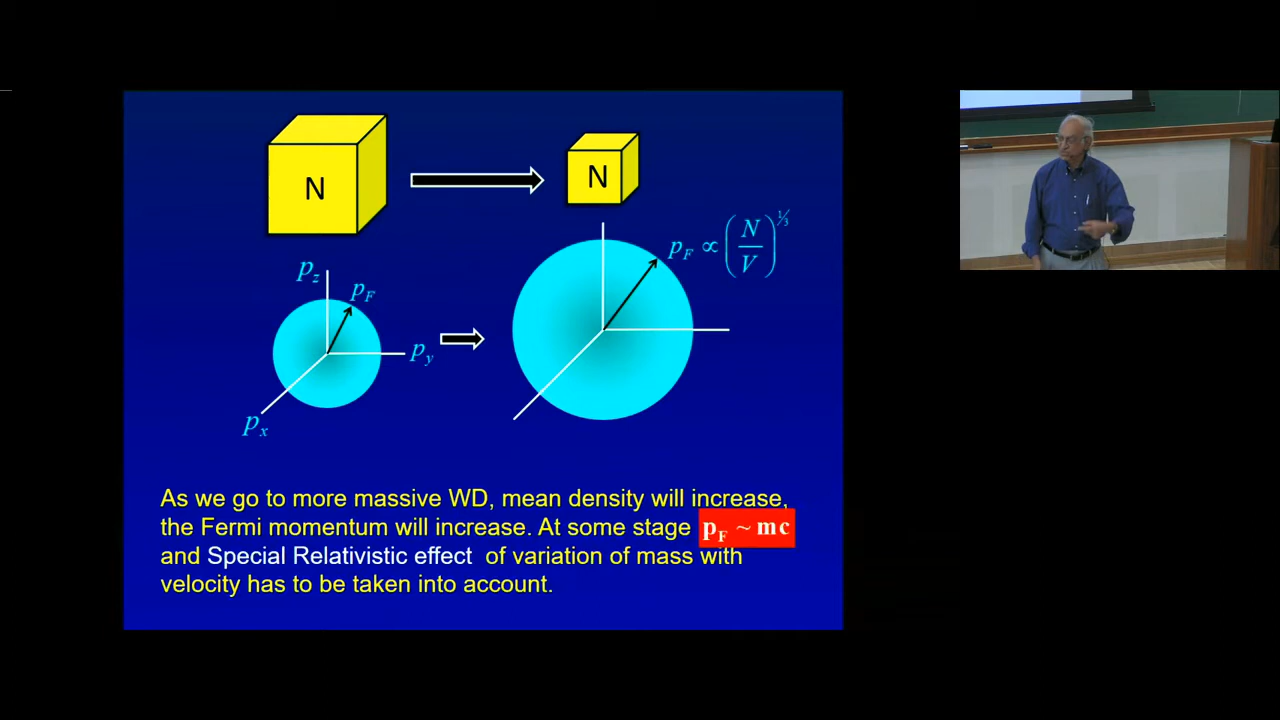 N
N
p_F ∝ (N/V)^⅓
p_z
p_F
p_y
p_x
As we go to more massive WD, mean density will increase,
the Fermi momentum will increase. At some stage p_F ~ mc
and Special Relativistic effect of variation of mass with
velocity has to be taken into account.